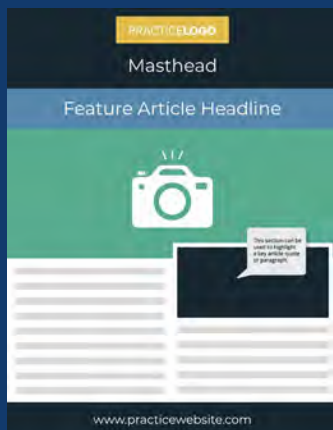 PRACTICELOGO
Masthead
Feature Article Headline
This section can be
used to highlight
a key article quote
or paragraph.
www.practicewebsite.com